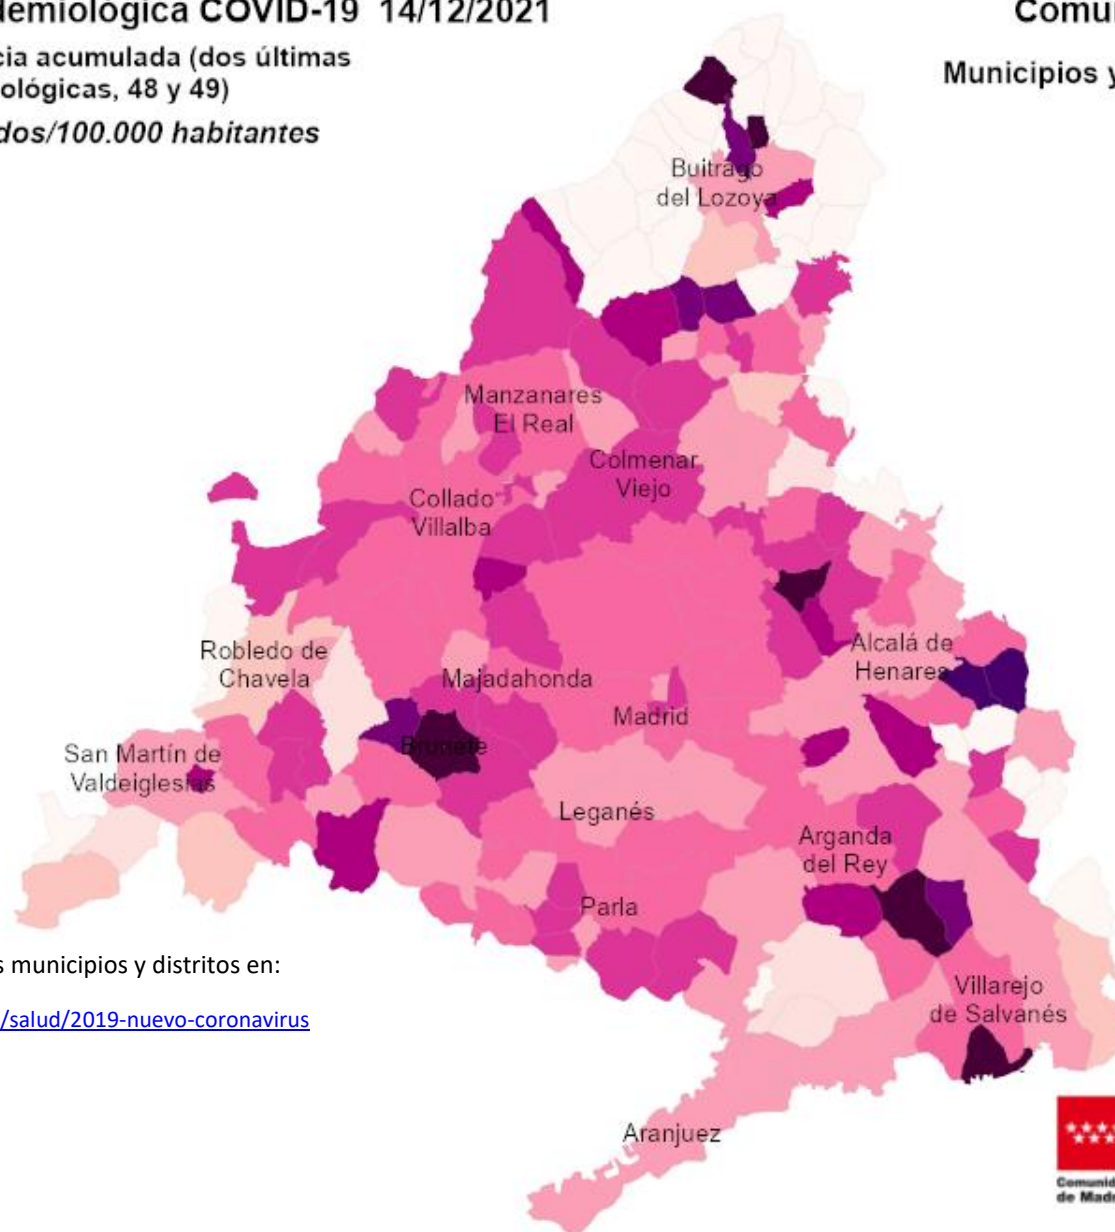 demiológica COVID-19 14/12/2021
Comu
cia acumulada (dos últimas
ológicas, 48 y 49)
Municipios y
dos/100.000 habitantes
Buitrago
del Lozoya
Manzanares
El Real
Colmenar
Viejo
Collado
Villalba
Robledo de
Chavela
Alcalá de
Henares
Majadahonda
Madrid
Brunete
San Martín de
Valdeiglesias
Leganés
Arganda
del Rey
Parla
s municipios y distritos en:
Villarejo
de Salvanés
/salud/2019-nuevo-coronavirus
Aranjuez
Comunid
de Madr